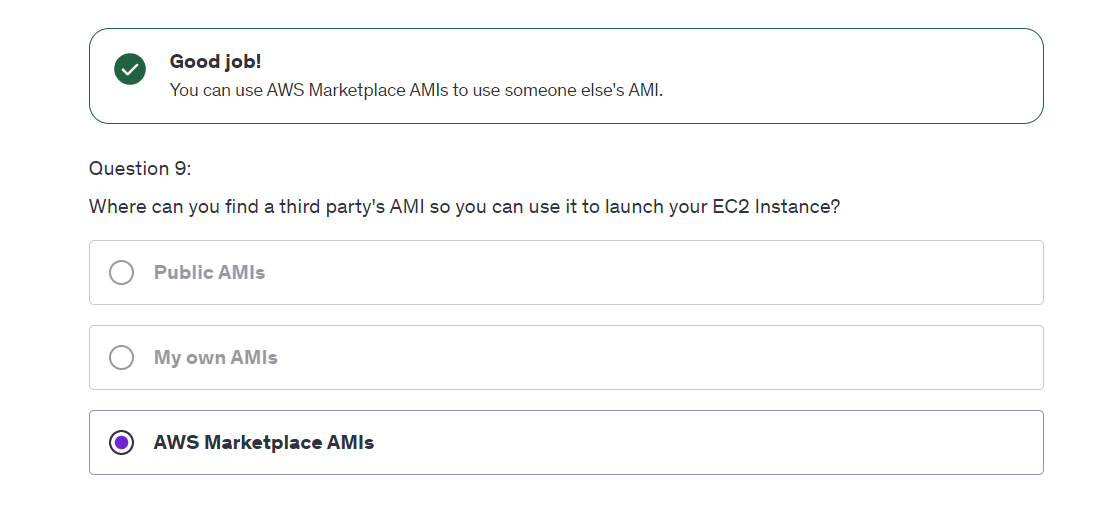 Good job!
You can use AWS Marketplace AMIs to use someone else's AMI.
Question 9:
Where can you find a third party's AMI so you can use it to launch your EC2 Instance?
Public AMIs
My own AMIs
AWS Marketplace AMIs